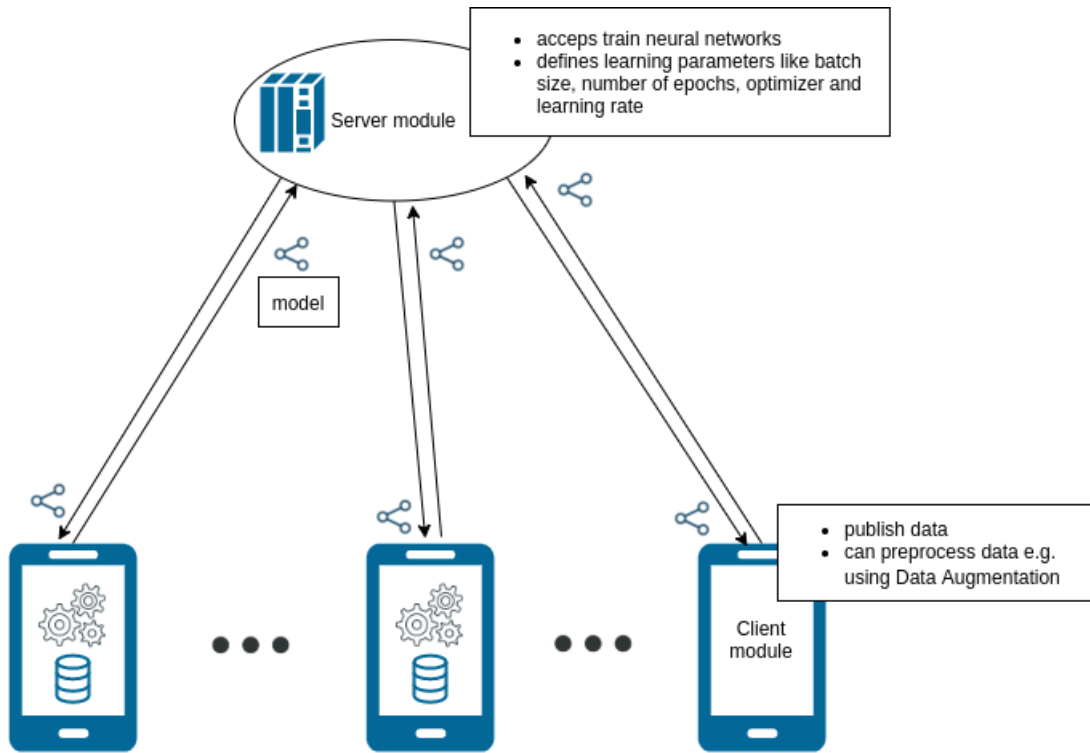 • acceps train neural networks
• defines learning parameters like batch
size, number of epochs, optimizer and
learning rate
Server module
model
• publish data
• can preprocess data e.g.
using Data Augmentation
Client
module